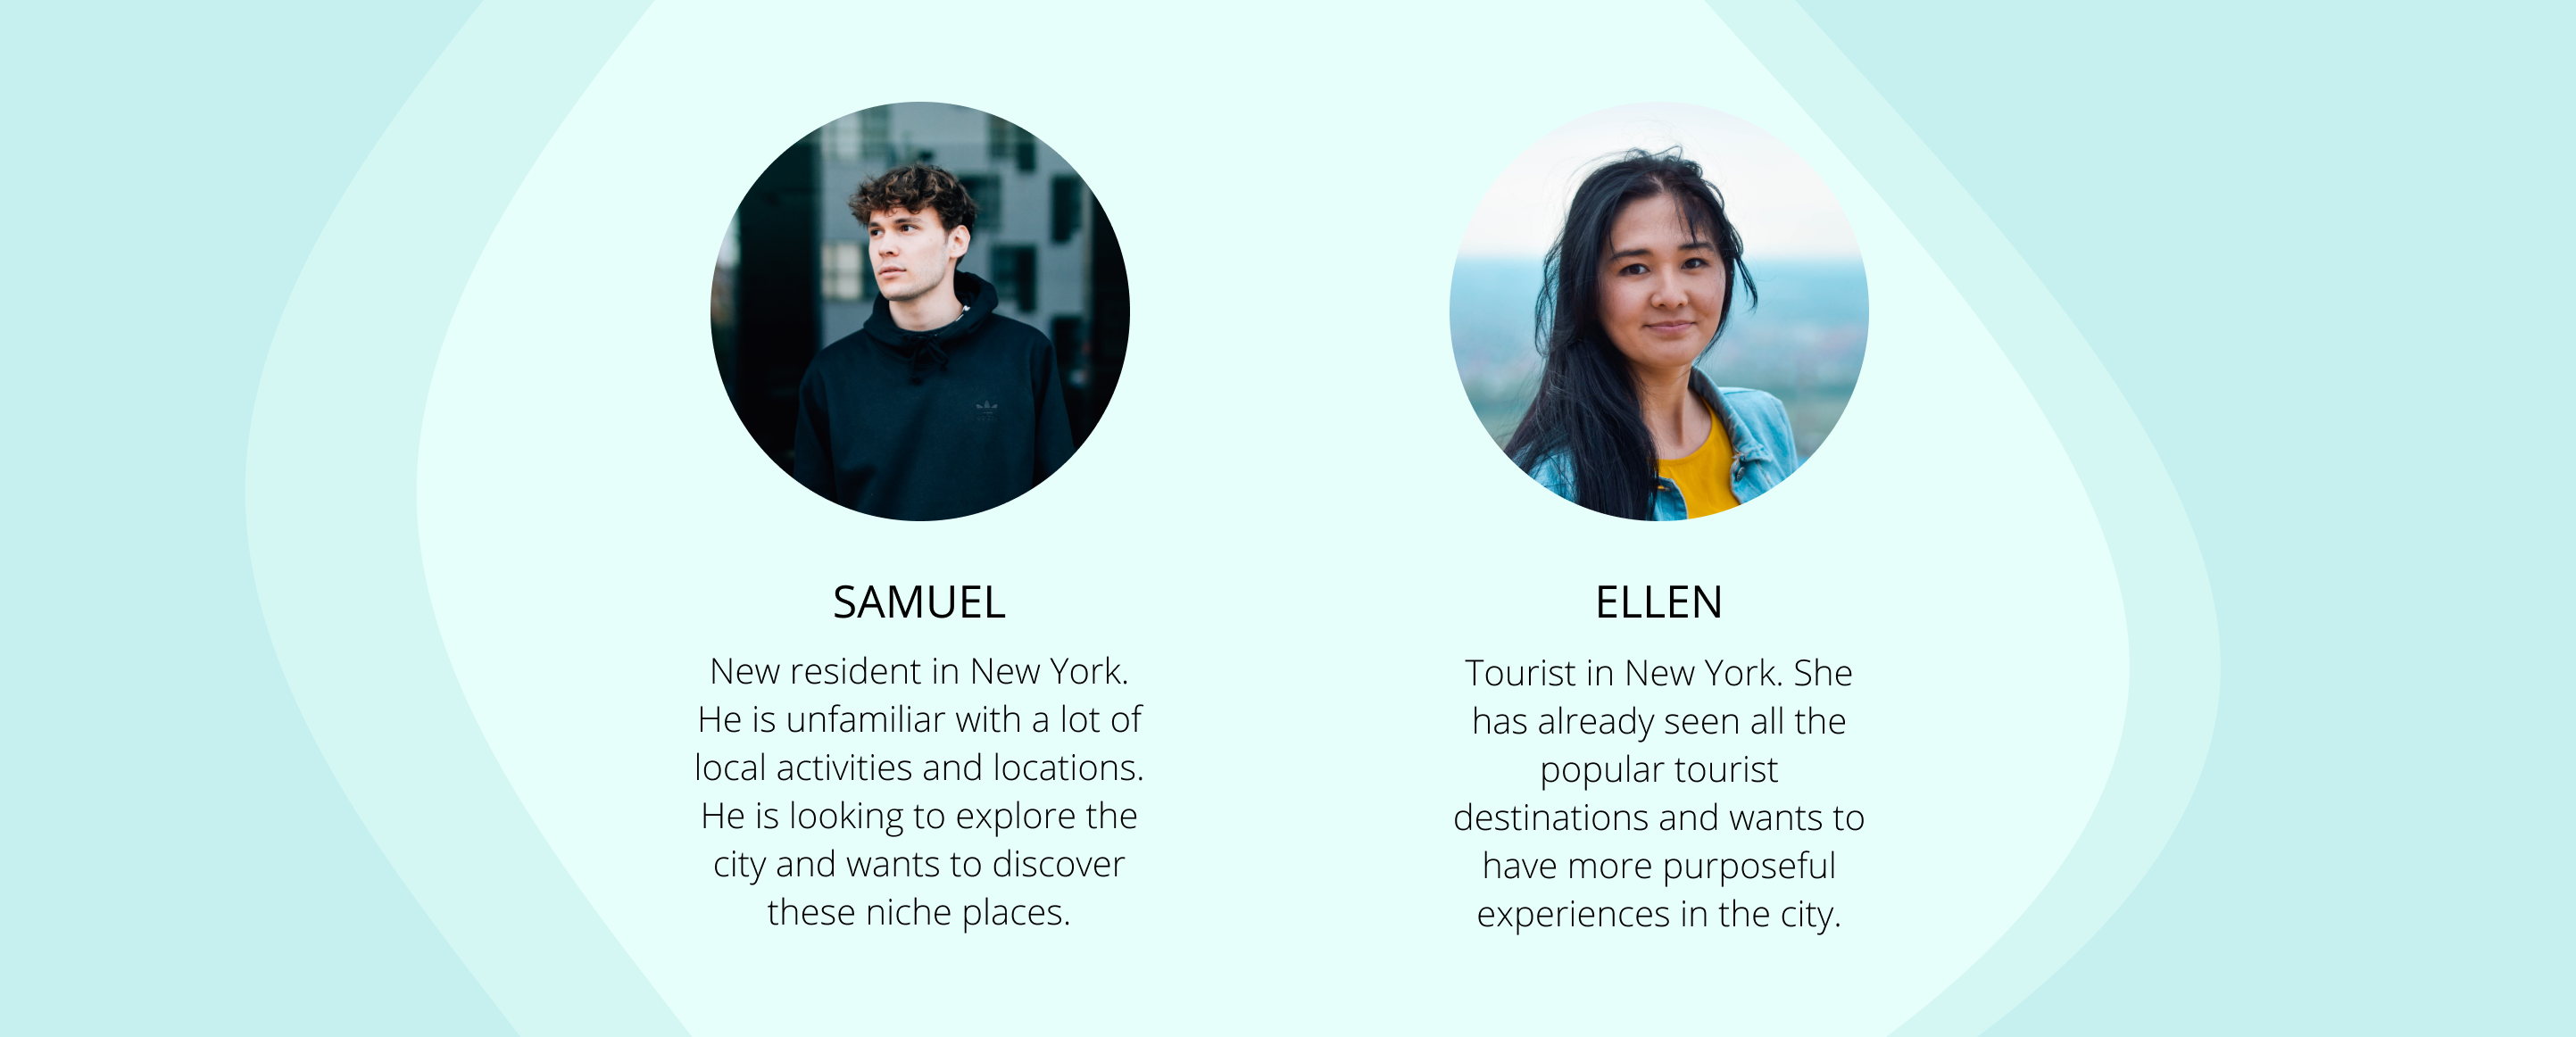 SAMUEL
New resident in New York.
He is unfamiliar with a lot of
local activities and locations.
He is looking to explore the
city and wants to discover
these niche places.
ELLEN
Tourist in New York. She
has already seen all the
popular tourist
destinations and wants to
have more purposeful
experiences in the city.